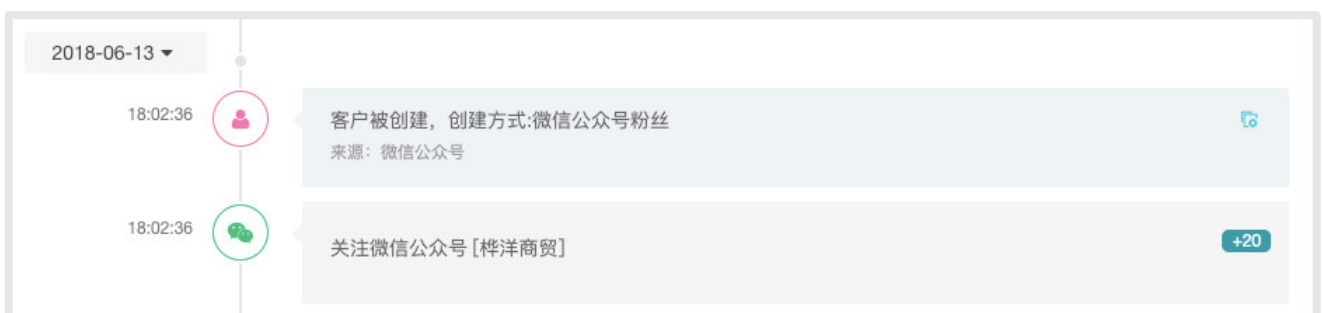 2018-06-13
18:02:36
客户被创建，创建方式:微信公众号粉丝
来源：微信公众号
18:02:36
关注微信公众号 [桦洋商贸]
+20